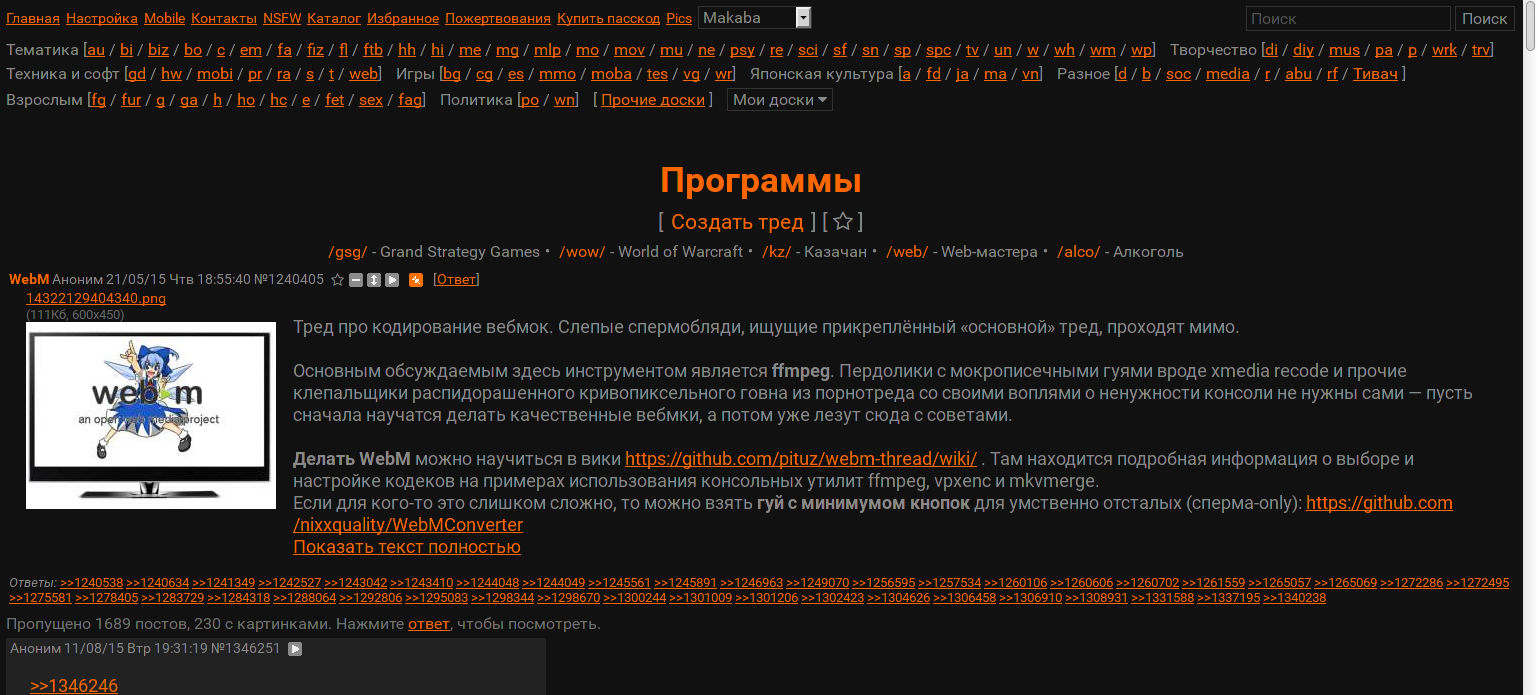 Главная Настройка Mobile Контакты NSFW Каталог Избранное Пожертвования Купить пасскод Pics Makaba Поиск Поиск
Тематика [au / bi / biz / bo / c / em / fa / fiz / fl / ftb / hh / hi / me / mg / mlp / mo / mov / mu / ne / psy / re / sci / sf / sn / sp / spc / tv / un / w / wh / wm / wp] Творчество [di / diy / mus / pa / p / wrk / trv]
Техника и софт [gd / hw / mobi / pr / ra / s / t / web] Игры [bg / cg / es / mmo / moba / tes / vg / wr] Японская культура [a / fd / ja / ma / vn] Разное [d / b / soc / media / r / abu / rf / Тивач ]
Взрослым [fg / fur / g / ga / h / ho / hc / e / fet / sex / fag] Политика [po / wn] [ Прочие доски ] Мои доски
Программы
[ Создать тред ] [ ☆ ]
/gsg/ - Grand Strategy Games • /wow/ - World of Warcraft • /kz/ - Казачан • /web/ - Web-мастера • /alco/ - Алкоголь
WebM Аноним 21/05/15 Чтв 18:55:40 №1240405 [Ответ]
14322129404340.png
(111Кб, 600x450)
webm
an open web media project
Тред про кодирование вебмок. Слепые спермобляди, ищущие прикреплённый «основной» тред, проходят мимо.
Основным обсуждаемым здесь инструментом является ffmpeg. Пердолики с мокрописечными гуями вроде xmedia recode и прочие
клепальщики распидорашенного кривопиксельного говна из порнотреда со своими воплями о ненужности консоли не нужны сами — пусть
сначала научатся делать качественные вебмки, а потом уже лезут сюда с советами.
Делать WebM можно научиться в вики https://github.com/pituz/webm-thread/wiki/ . Там находится подробная информация о выборе и
настройке кодеков на примерах использования консольных утилит ffmpeg, vpxenc и mkvmerge.
Если для кого-то это слишком сложно, то можно взять гуй с минимумом кнопок для умственно отсталых (сперма-only): https://github.com
/nixxquality/WebMConverter
Показать текст полностью
Ответы: >>1240538 >>1240634 >>1241349 >>1242527 >>1243042 >>1243410 >>1244048 >>1244049 >>1245561 >>1245891 >>1246963 >>1249070 >>1256595 >>1257534 >>1260106 >>1260606 >>1260702 >>1261559 >>1265057 >>1265069 >>1272286 >>1272495
>>1275581 >>1278405 >>1283729 >>1284318 >>1288064 >>1292806 >>1295083 >>1298344 >>1298670 >>1300244 >>1301009 >>1301206 >>1302423 >>1304626 >>1306458 >>1306910 >>1308931 >>1331588 >>1337195 >>1340238
Пропущено 1689 постов, 230 с картинками. Нажмите ответ, чтобы посмотреть.
Аноним 11/08/15 Втр 19:31:19 №1346251
>>1346246